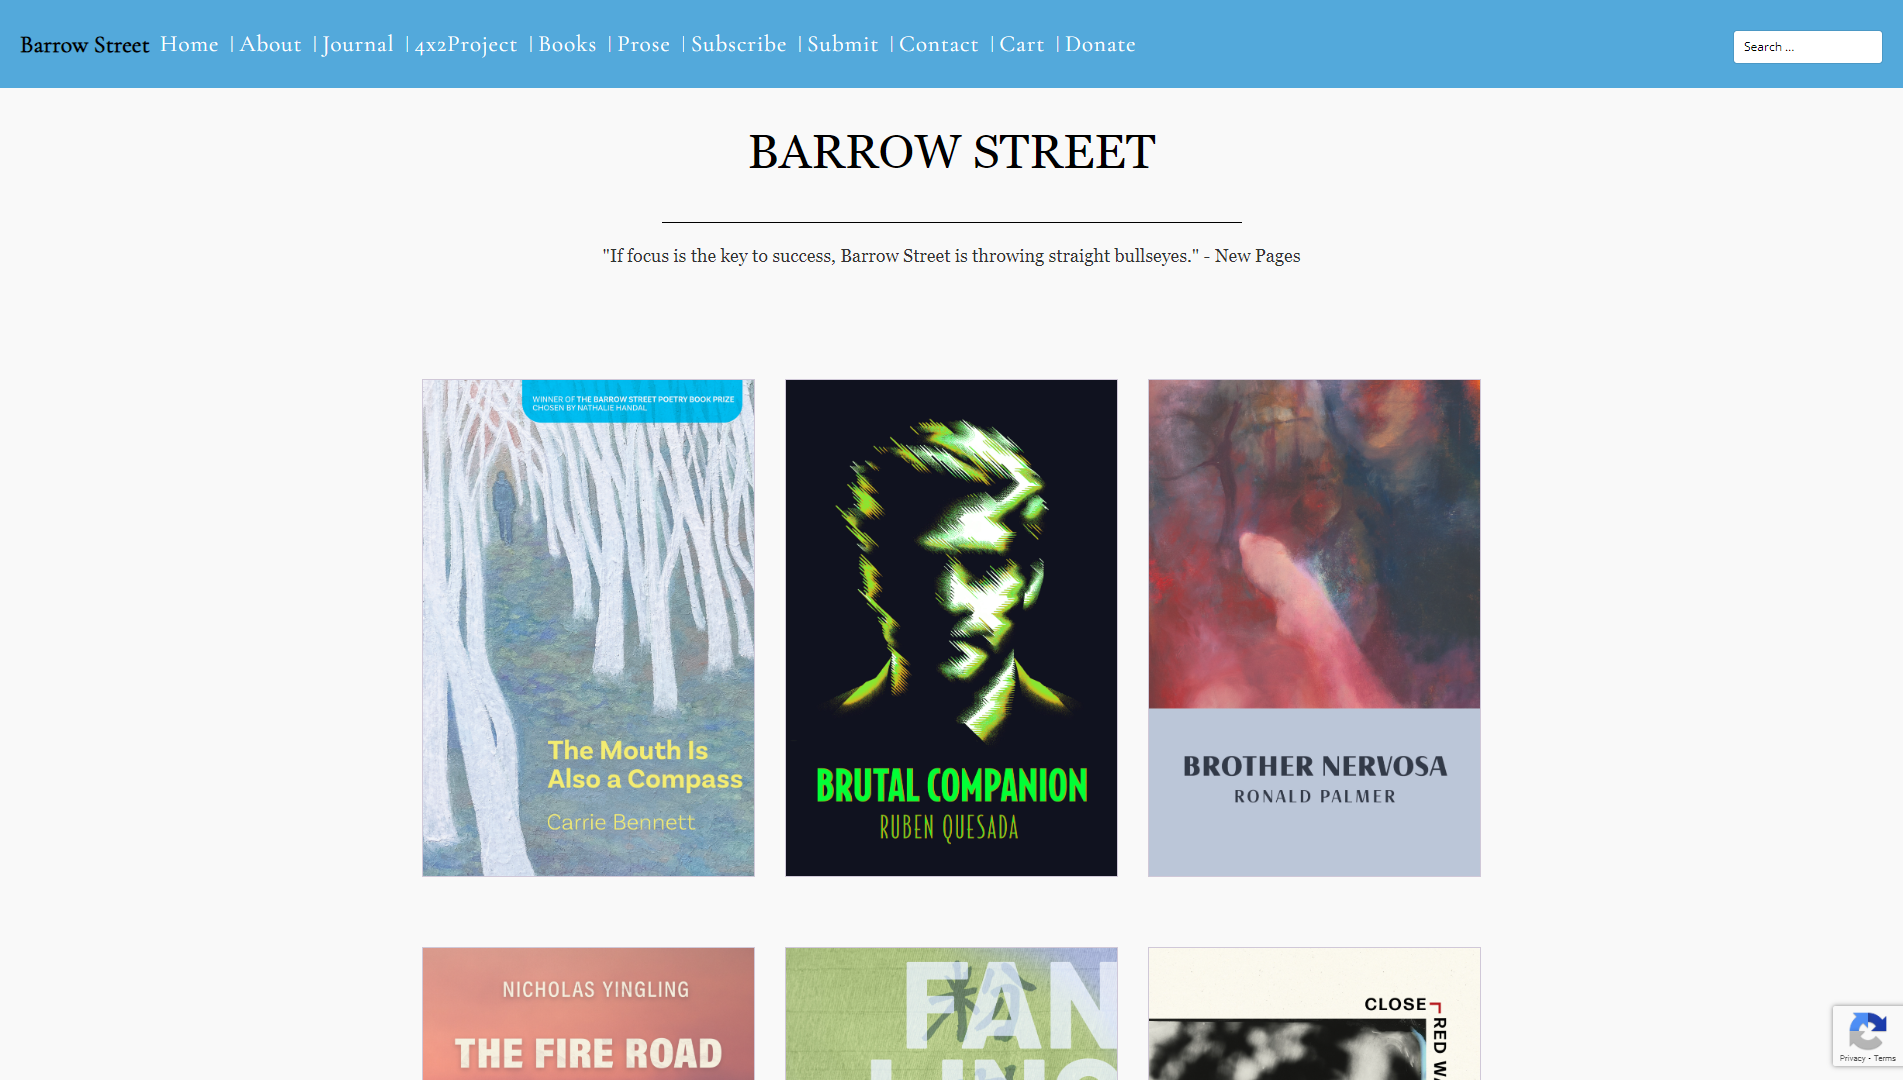 Barrow Street Home | About | Journal | 4x2Project | Books | Prose | Subscribe | Submit | Contact | Cart | Donate
Search ...
BARROW STREET
"If focus is the key to success, Barrow Street is throwing straight bullseyes." - New Pages
WINNER OF THE BARROW STREET POETRY BOOK PRIZE
CHOSEN BY NATHALIE HANDAL
The Mouth Is
Also a Compass
Carrie Bennett
BRUTAL COMPANION
RUBEN QUESADA
BROTHER NERVOSA
RONALD PALMER
NICHOLAS YINGLING
THE FIRE ROAD
FAN
粉
LING
CLOSE
RED
Privacy - Terms